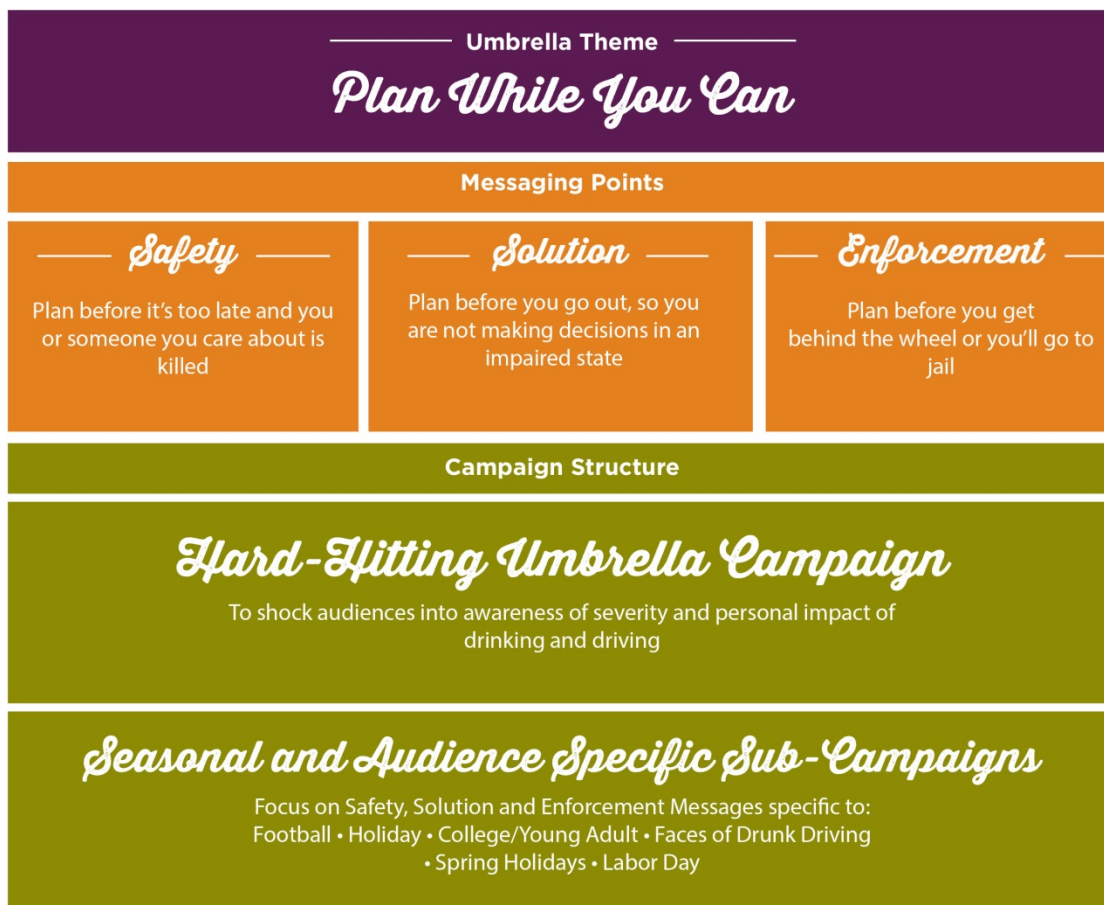 Umbrella Theme
Plan While You Can
Messaging Points
Safety
Plan before it’s too late and you
or someone you care about is
killed
Solution
Plan before you go out, so you
are not making decisions in an
impaired state
Enforcement
Plan before you get
behind the wheel or you’ll go to
jail
Campaign Structure
Hard-Hitting Umbrella Campaign
To shock audiences into awareness of severity and personal impact of
drinking and driving
Seasonal and Audience Specific Sub-Campaigns
Focus on Safety, Solution and Enforcement Messages specific to:
Football • Holiday • College/Young Adult • Faces of Drunk Driving
• Spring Holidays • Labor Day